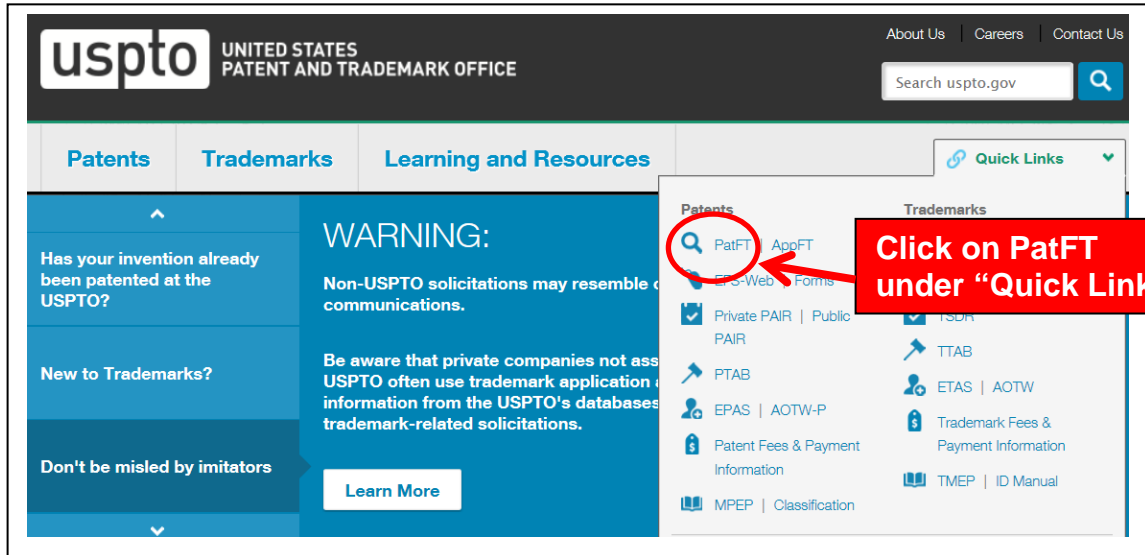 uspto
UNITED STATES
PATENT AND TRADEMARK OFFICE
About Us | Careers | Contact Us
Search uspto.gov
Patents
Trademarks
Learning and Resources
Quick Links
Has your invention already
been patented at the
USPTO?
New to Trademarks?
Don't be misled by imitators
WARNING:
Non-USPTO solicitations may resemble
communications.
Be aware that private companies not
USPTO often use trademark application
information from the USPTO's databases
trademark-related solicitations.
Learn More
Patents
PatFT | AppFT
EFS-Web | Forms
Private PAIR | Public
PAIR
PTAB
EPAS | AOTW-P
Patent Fees & Payment
Information
MPEP | Classification
Trademarks
TSDR
TTAB
ETAS | AOTW
Trademark Fees &
Payment Information
TMEP | ID Manual
Click on PatFT
under “Quick Link